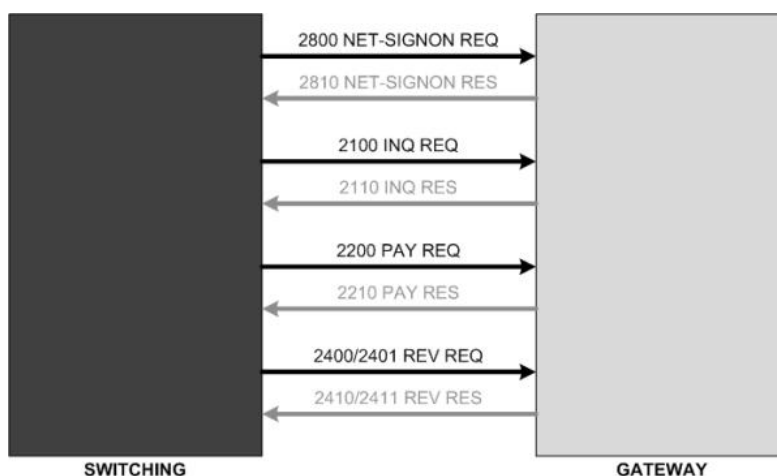 2800 NET-SIGNON REQ
2810 NET-SIGNON RES
2100 INQ REQ
2110 INQ RES
2200 PAY REQ
2210 PAY RES
2400/2401 REV REQ
2410/2411 REV RES
SWITCHING
GATEWAY